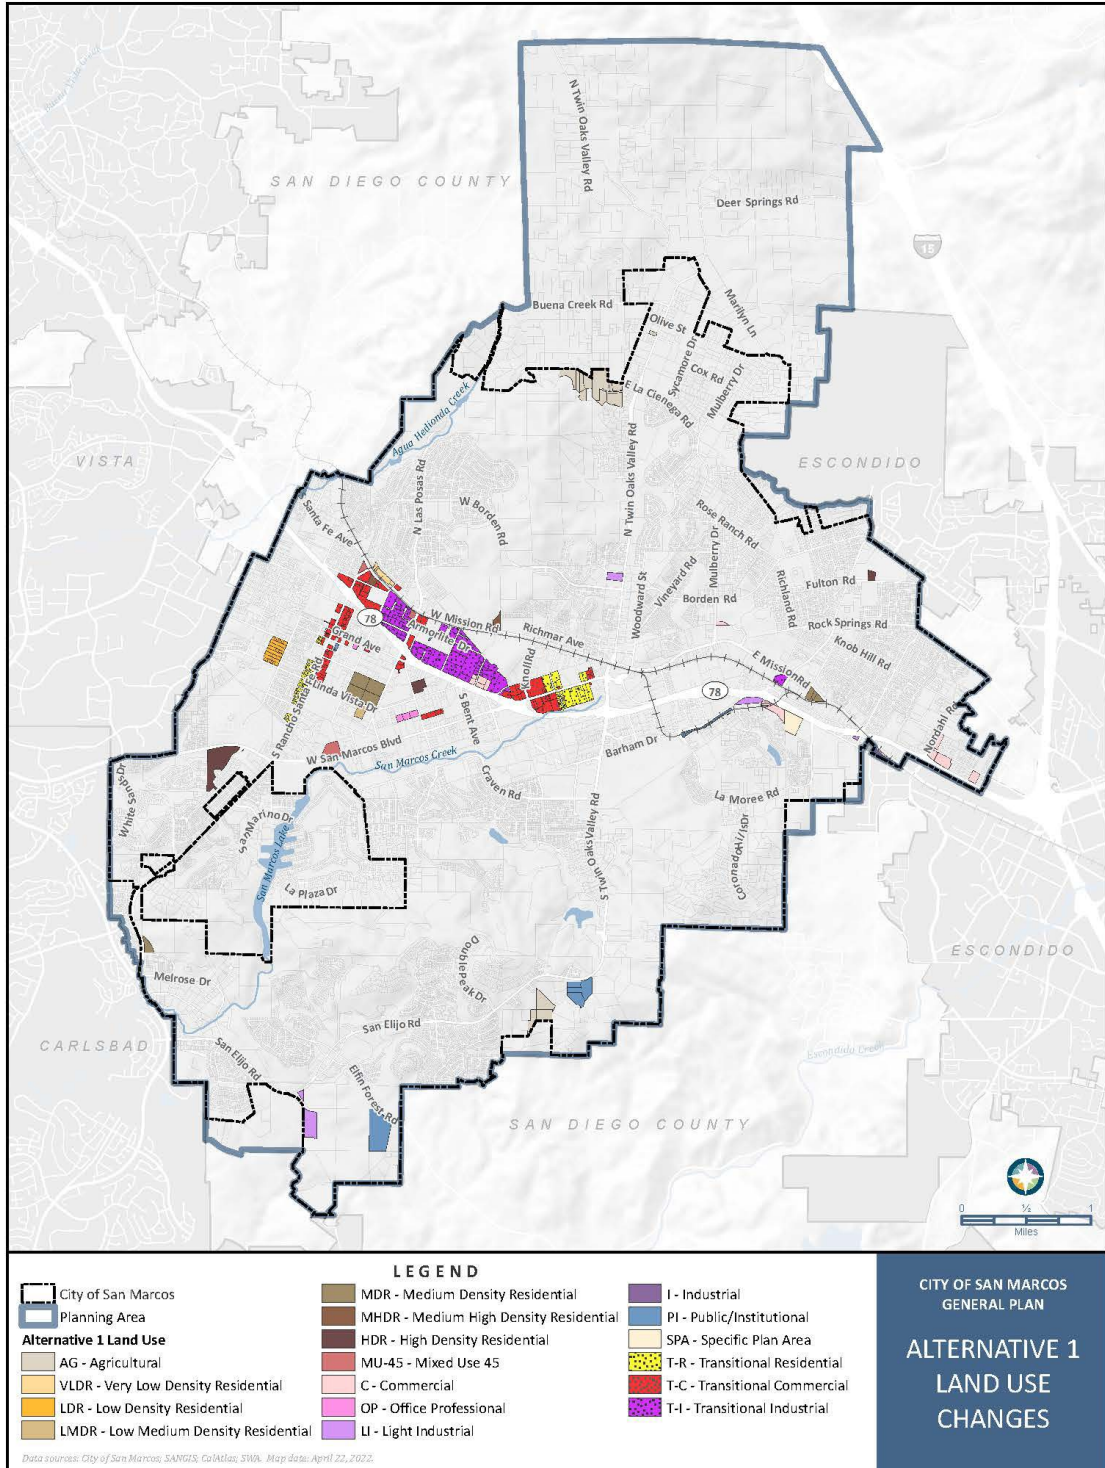 N Twin Oaks Valley Rd
SAN DIEGO COUNTY
Deer Springs Rd
15
Buena Creek Rd
Marilyn Ln
Olive St
Sycamore Dr
Cox Rd
Mulberry Dr
E La Cienega Rd
Agua Hedionda Creek
VISTA
ESCONDIDO
N Las Posas Rd
W Borden Rd
N Twin Oaks Valley Rd
Santa Fe Ave
Rose Ranch Rd
Mulberry Dr
Vineyard Rd
Richland Rd
Fulton Rd
Woodward St
Borden Rd
78
W Mission Rd
Armorlite Dr
Richmar Ave
Rock Springs Rd
Grand Ave
Knob Hill Rd
Knoll Rd
E Mission Rd
S Rancho Santa Fe Rd
Linda Vista Dr
78
S Bent Ave
Nordahl Rd
W San Marcos Blvd
Barham Dr
San Marcos Creek
White Sands Dr
Craven Rd
La Moree Rd
San Marino Dr
San Marcos Lake
S Twin Oaks Valley Rd
Coronado Hills Dr
La Plaza Dr
Double Peak Dr
ESCONDIDO
Melrose Dr
San Elijo Rd
CARLSBAD
San Elijo Rd
Escondido Creek
Elfin Forest Rd
SAN DIEGO COUNTY
0 ½ 1
Miles
LEGEND
City of San Marcos
Planning Area
Alternative 1 Land Use
AG - Agricultural
VLDR - Very Low Density Residential
LDR - Low Density Residential
LMDR - Low Medium Density Residential
MDR - Medium Density Residential
MHDR - Medium High Density Residential
HDR - High Density Residential
MU-45 - Mixed Use 45
C - Commercial
OP - Office Professional
LI - Light Industrial
I - Industrial
PI - Public/Institutional
SPA - Specific Plan Area
T-R - Transitional Residential
T-C - Transitional Commercial
T-I - Transitional Industrial
CITY OF SAN MARCOS
GENERAL PLAN
ALTERNATIVE 1
LAND USE
CHANGES
Data sources: City of San Marcos; SANGIS; CalAtlas; SWA. Map date: April 22, 2022.